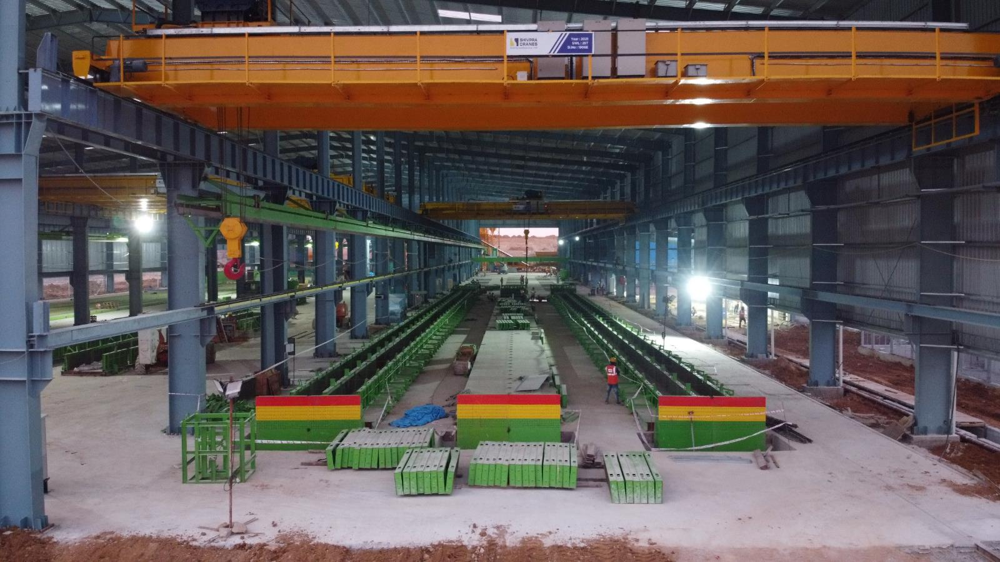 SHIVPRA
CRANES
Year : 2021
SWL : 25T
Sl.No : 1906E